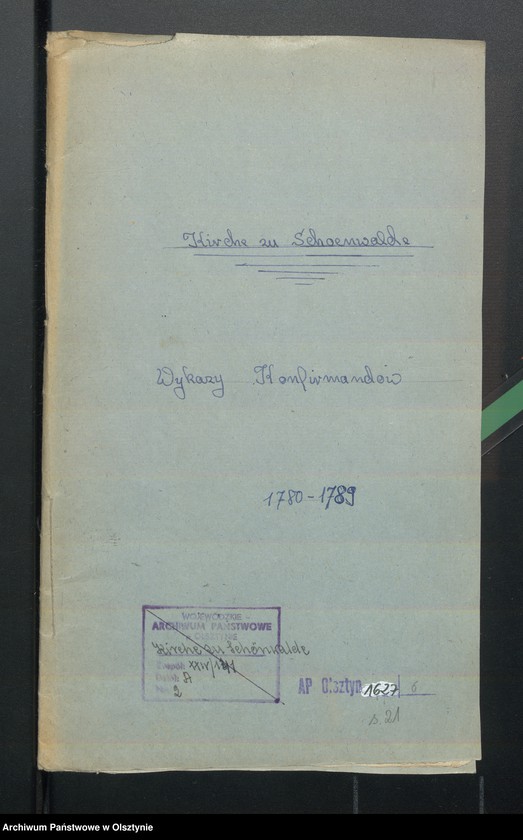 Kirche zu Schoenwalde
Wykazy Konfirmandów
1780-1789
WOJEWÓDZKIE
ARCHIWUM PAŃSTWOWE
W OLSZTYNIE
Kirche zu Schönwalde
Zespół XXIV/
Dział A
Nr 2
AP Olsztyn 1627/6
s. 21
Archiwum Państwowe w Olsztynie